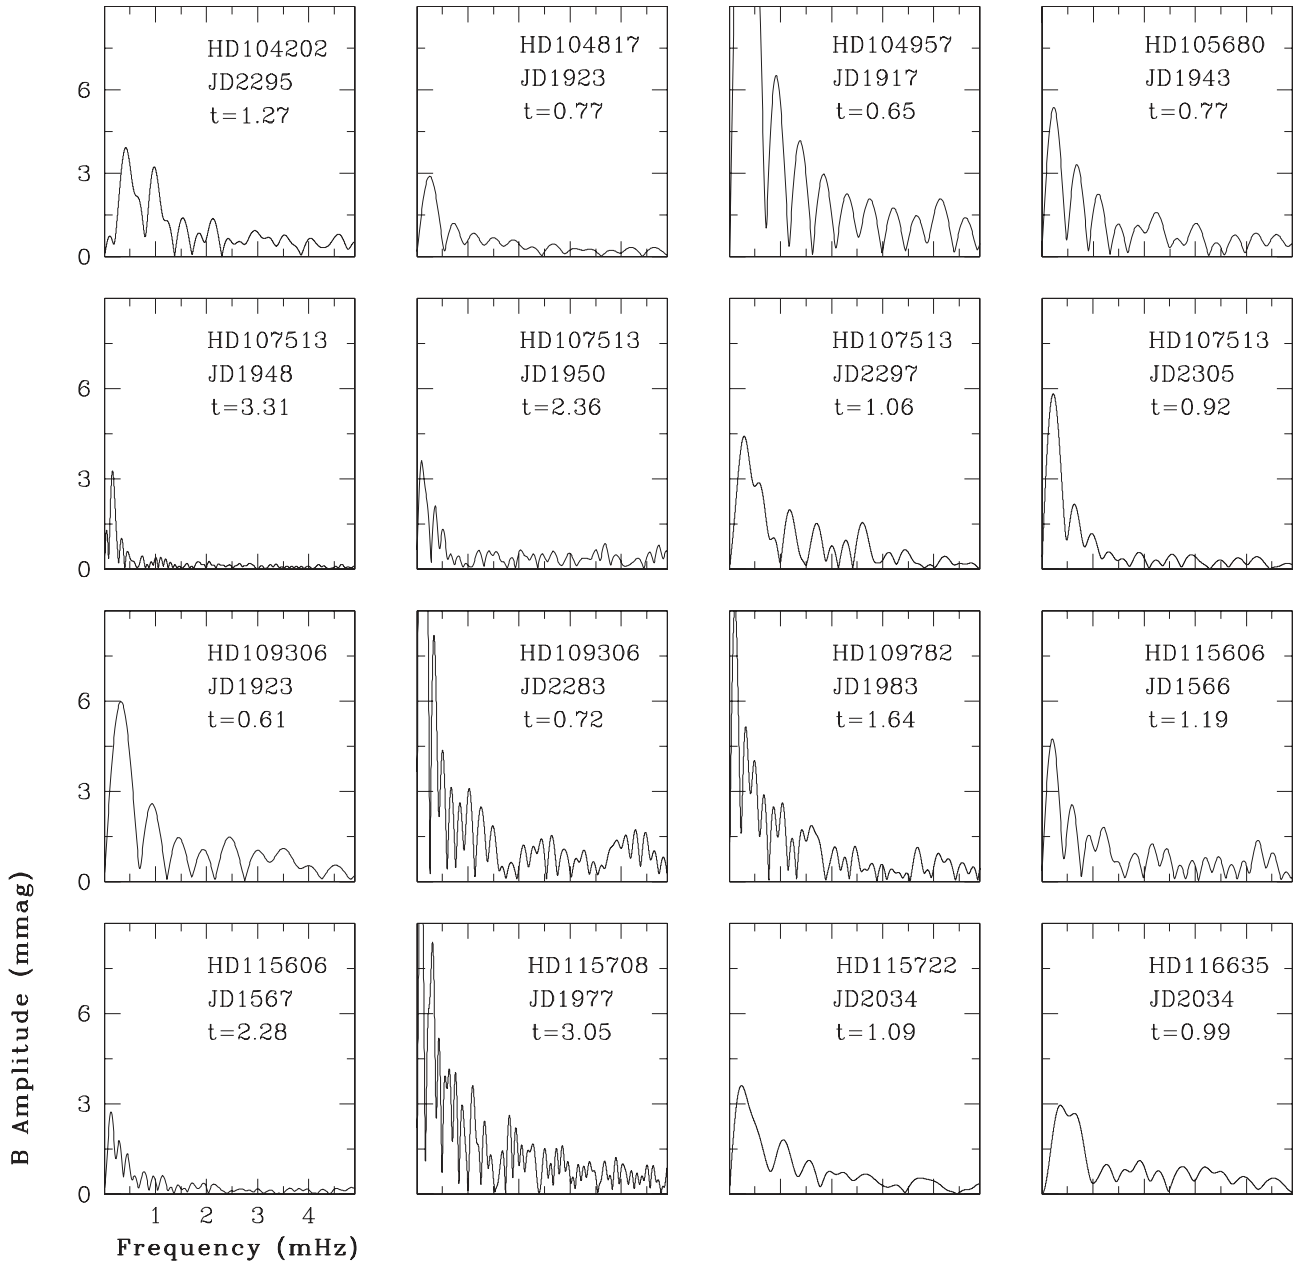 HD104202
JD2295
t=1.27
HD104817
JD1923
t=0.77
HD104957
JD1917
t=0.65
HD105680
JD1943
t=0.77
6
3
0
HD107513
JD1948
t=3.31
HD107513
JD1950
t=2.36
HD107513
JD2297
t=1.06
HD107513
JD2305
t=0.92
6
3
0
HD109306
JD1923
t=0.61
HD109306
JD2283
t=0.72
HD109782
JD1983
t=1.64
HD115606
JD1566
t=1.19
6
3
0
HD115606
JD1567
t=2.28
HD115708
JD1977
t=3.05
HD115722
JD2034
t=1.09
HD116635
JD2034
t=0.99
6
3
0
1 2 3 4
Frequency (mHz)
B Amplitude (mmag)